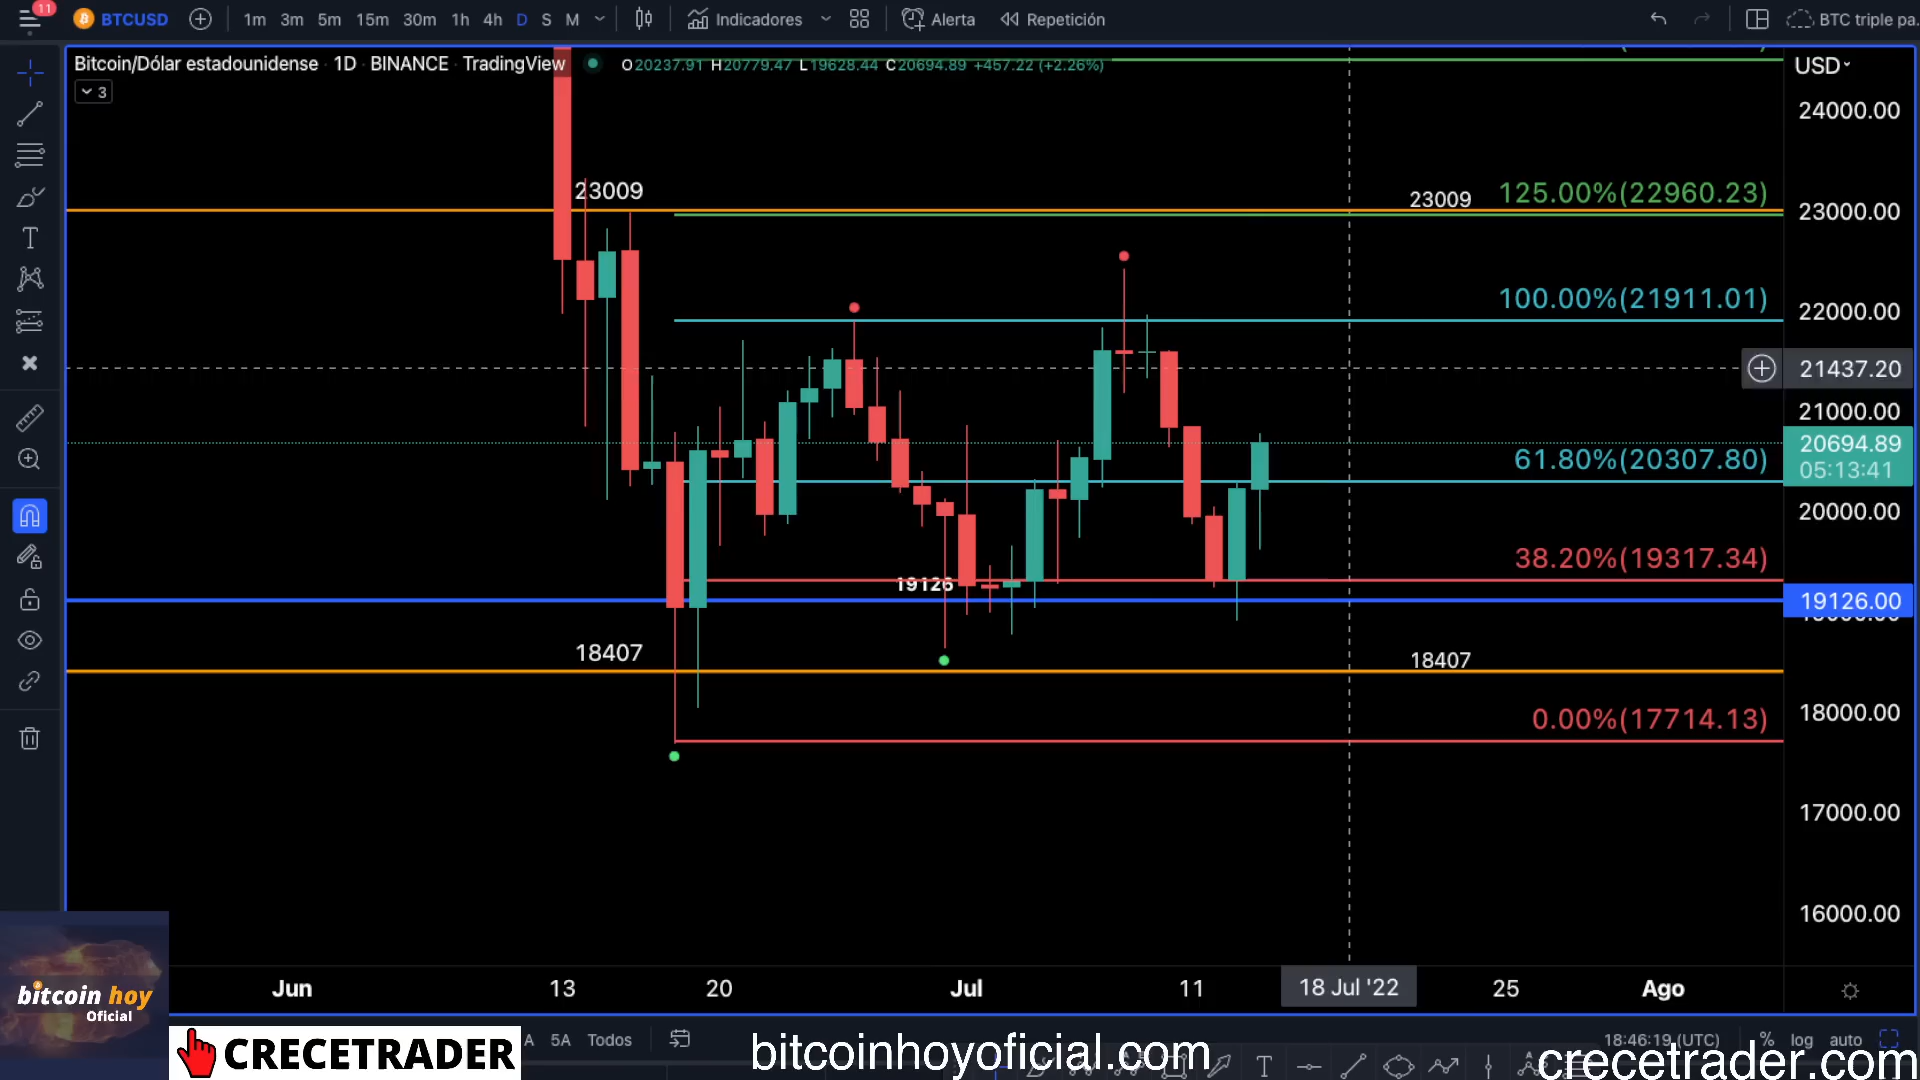 11
BTCUSD
1m 3m 5m 15m 30m 1h 4h D S M
Indicadores
Alerta
Repetición
BTC triple pa.
Bitcoin/Dólar estadounidense · 1D · BINANCE · TradingView
O20237.91 H20779.47 L19628.44 C20694.89 +457.22 (+2.26%)
3
USD
24000.00
23009
23009
125.00%(22960.23)
23000.00
100.00%(21911.01)
22000.00
21437.20
21000.00
20694.89
05:13:41
61.80%(20307.80)
20000.00
38.20%(19317.34)
19126
19126.00
18407
18407
18000.00
0.00%(17714.13)
17000.00
16000.00
Jun 13 20 Jul 11 18 Jul '22 25 Ago
bitcoin hoy
Oficial
CRECETRADER
A 5A Todos
bitcoinhoyoficial.com
18:46:19 (UTC) % log auto
crecetrader.com